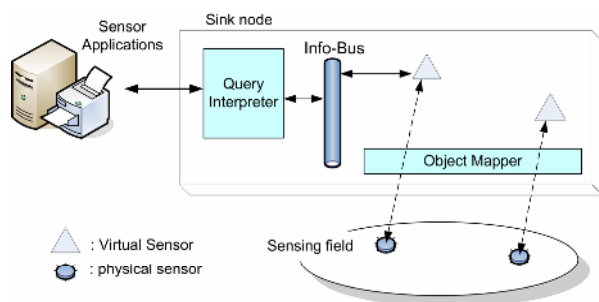 Sensor
Applications
Sink node
Info-Bus
Query
Interpreter
Object Mapper
Sensing field
: Virtual Sensor
: physical sensor